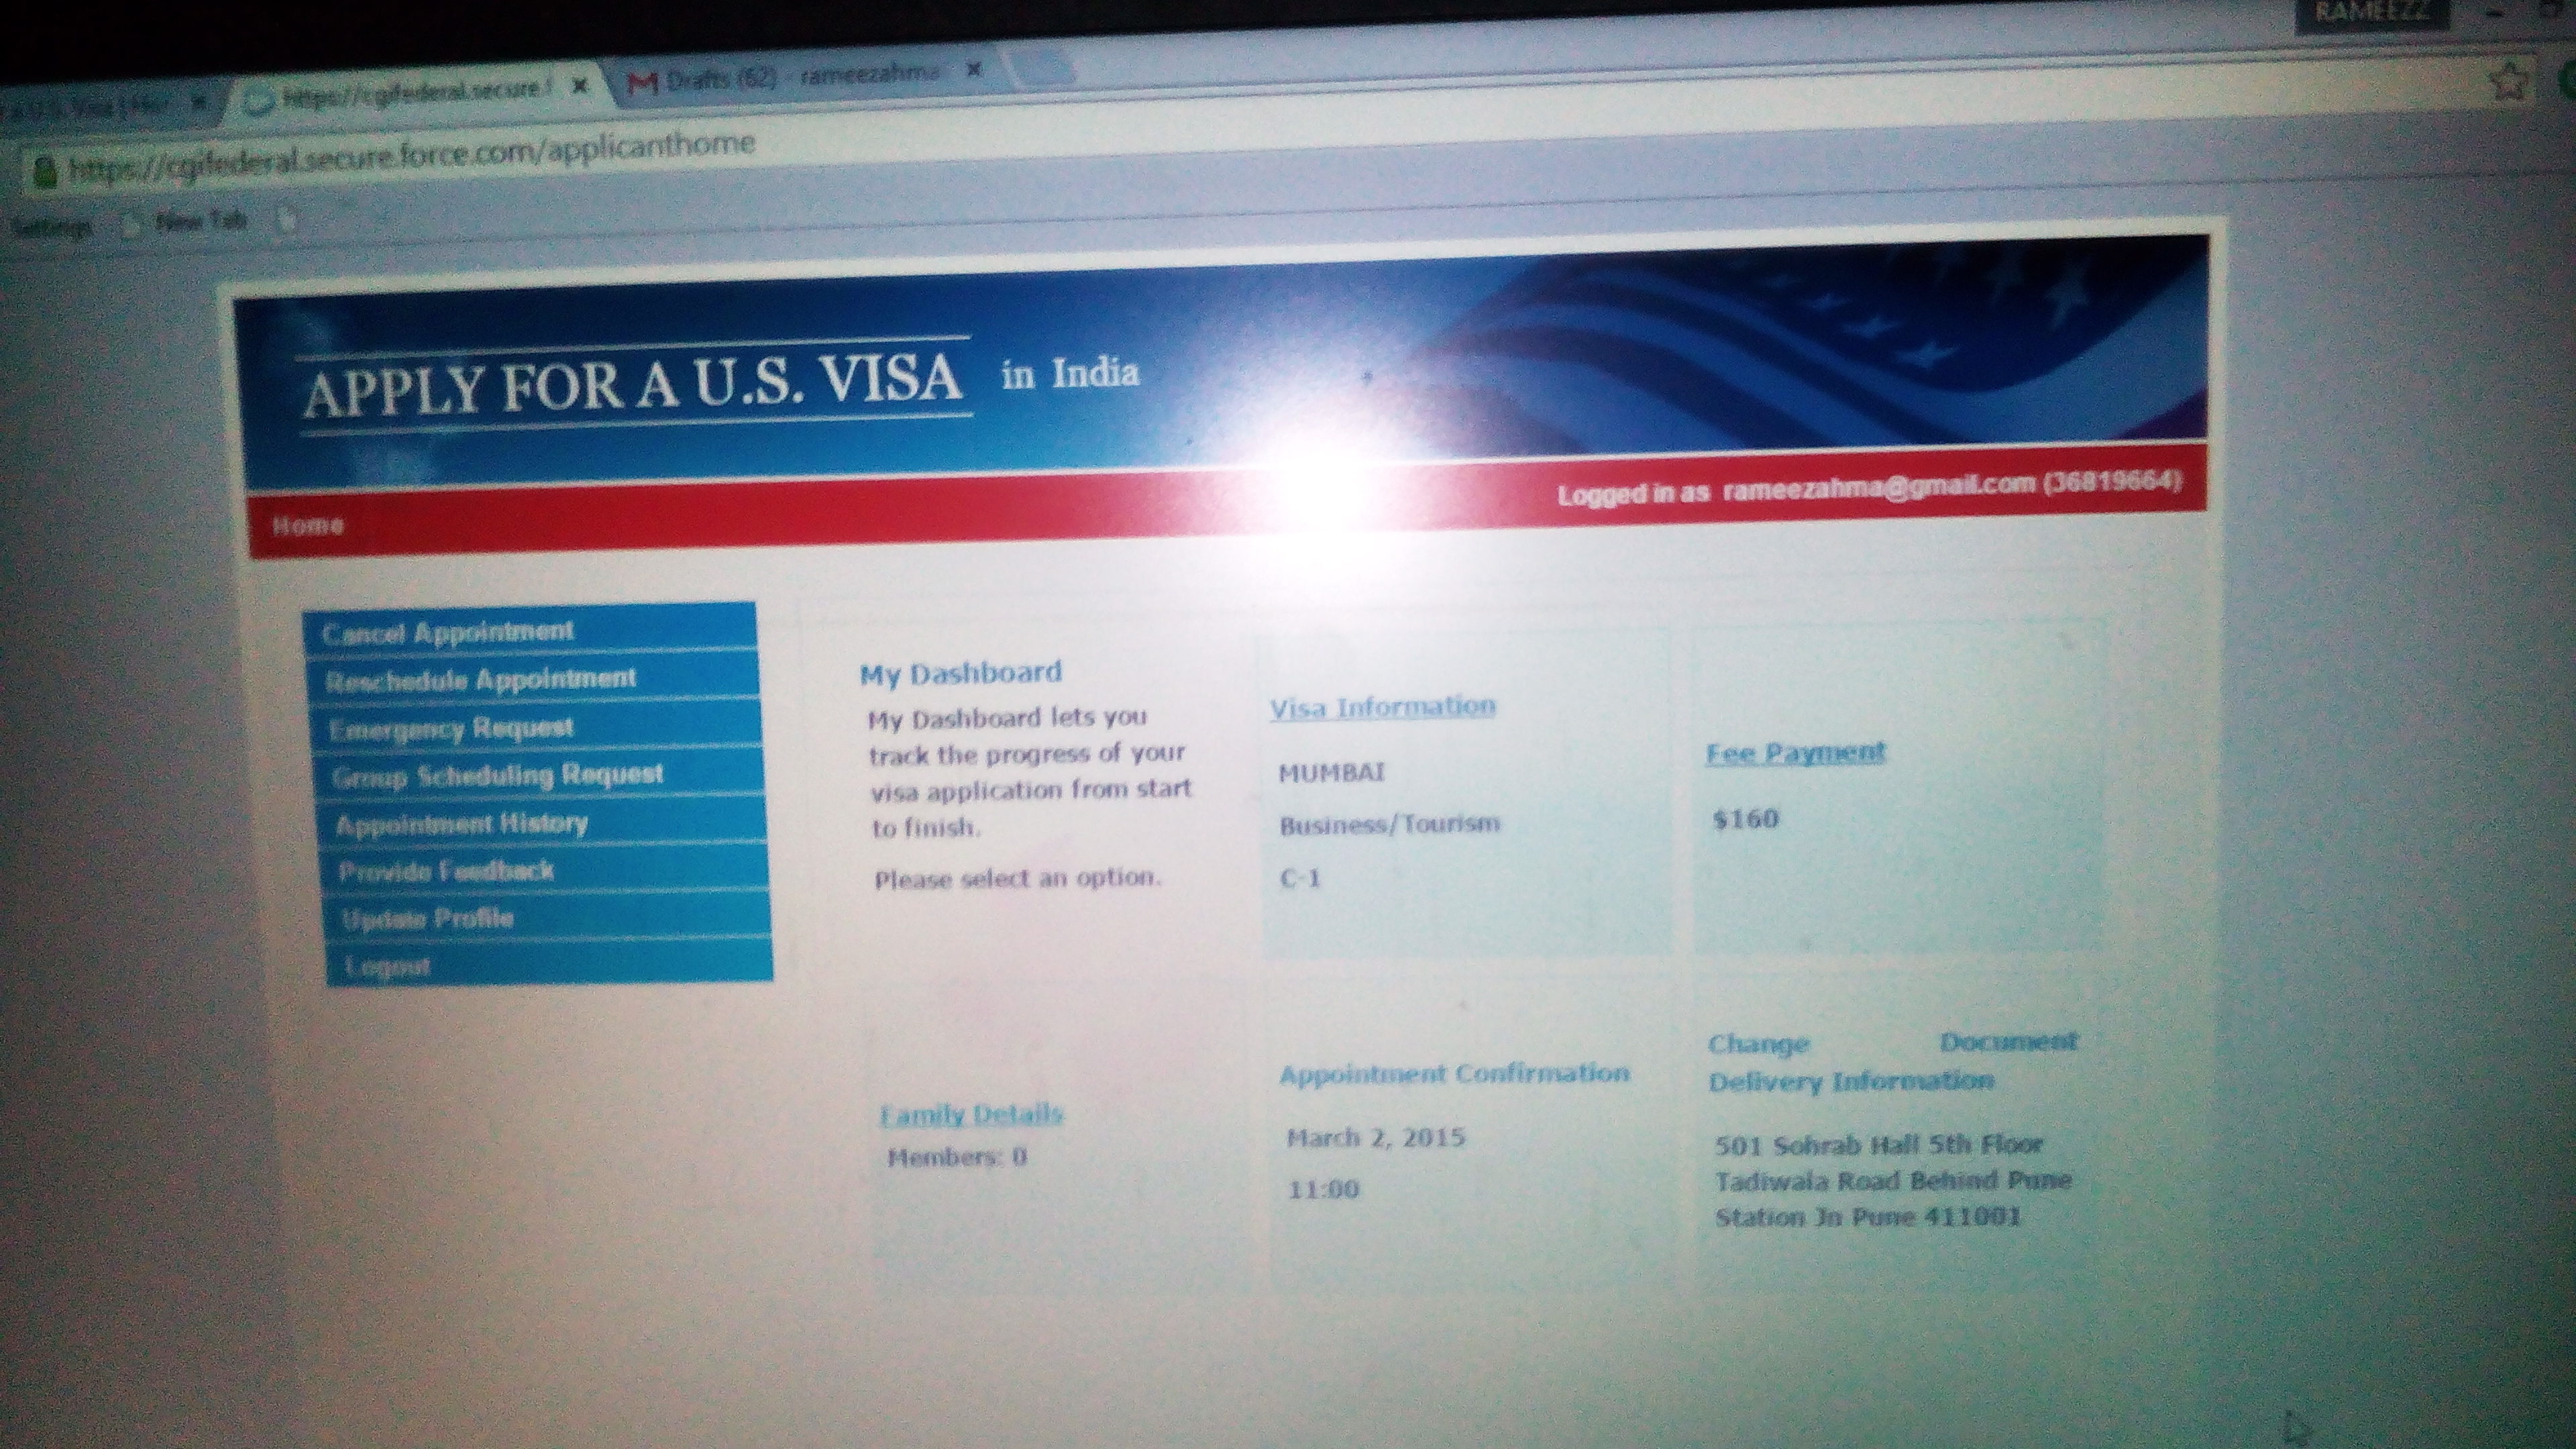 RAMEEZZ
https://cgifederal.secure.f
Drafts (62) - rameezahma
https://cgifederal.secure.force.com/applicanthome
Settings
New Tab
APPLY FOR A U.S. VISA in India
Home
Logged in as rameezahma@gmail.com (36819664)
Cancel Appointment
Reschedule Appointment
Emergency Request
Group Scheduling Request
Appointment History
Provide Feedback
Update Profile
Logout
My Dashboard
My Dashboard lets you
track the progress of your
visa application from start
to finish.
Please select an option.
Visa Information
MUMBAI
Business/Tourism
C-1
Fee Payment
$160
Family Details
Members: 0
Appointment Confirmation
March 2, 2015
11:00
Change Document
Delivery Information
501 Sohrab Hall 5th Floor
Tadiwala Road Behind Pune
Station Jn Pune 411001